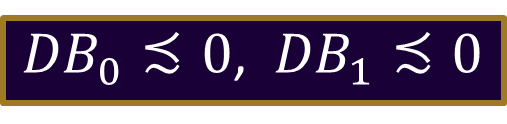 𝐷𝐵₀ ⪅ 0, 𝐷𝐵₁ ⪅ 0